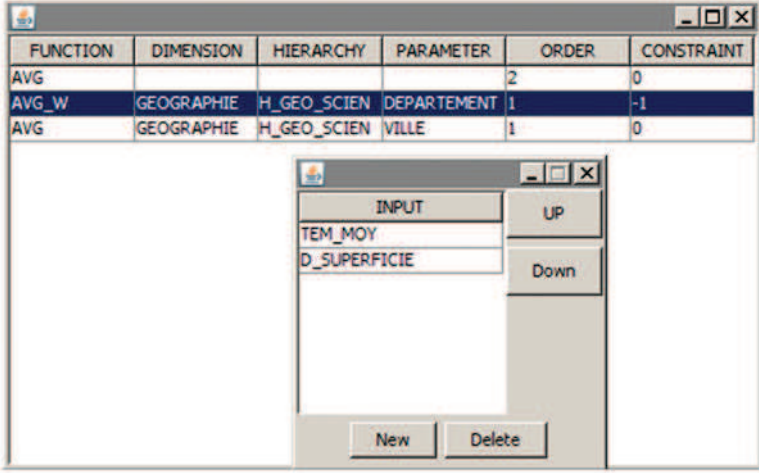 FUNCTION DIMENSION HIERARCHY PARAMETER ORDER CONSTRAINT
AVG 2 0
AVG_W GEOGRAPHIE H_GEO_SCIEN DEPARTEMENT 1 -1
AVG GEOGRAPHIE H_GEO_SCIEN VILLE 1 0
INPUT
TEM_MOY
D_SUPERFICIE
UP
Down
New Delete